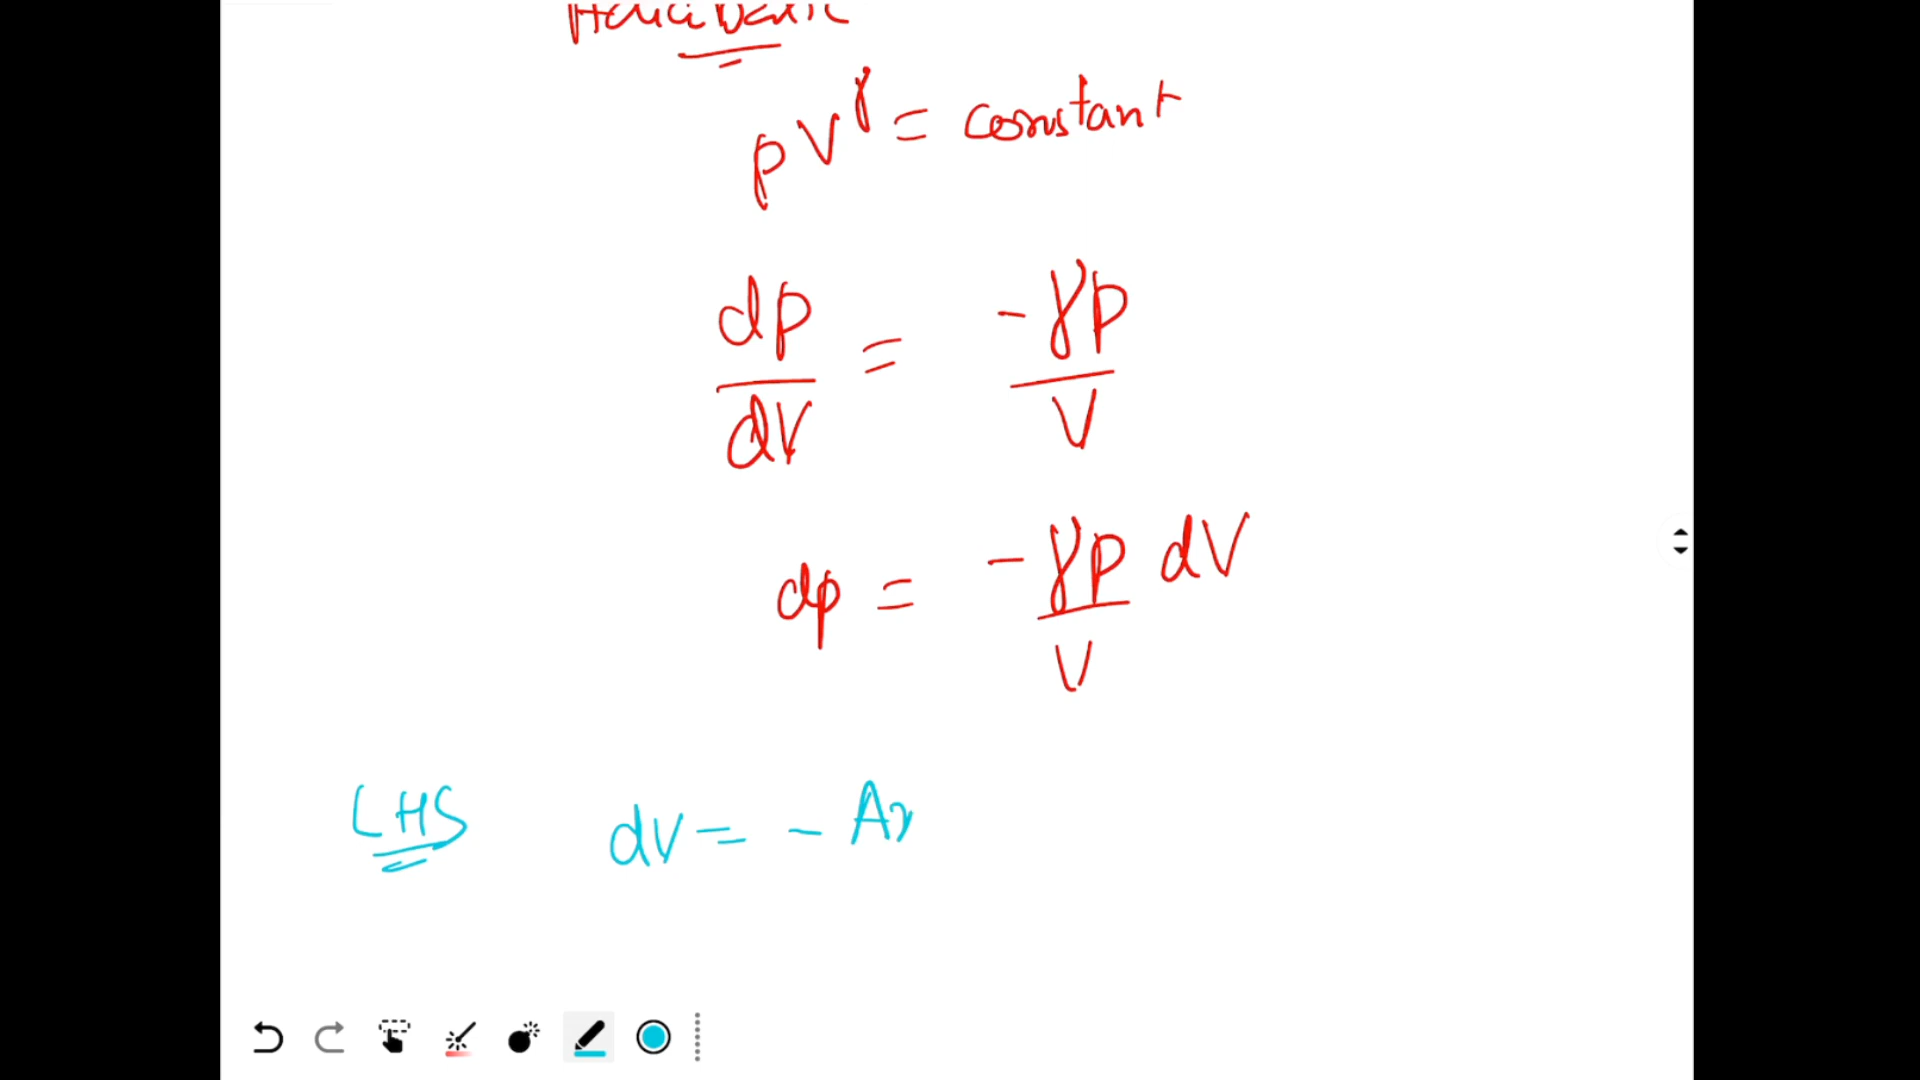 pV^γ = constant
dp/dV = -γp/V
dp = -γp/V dV
LHS dV = - Ax